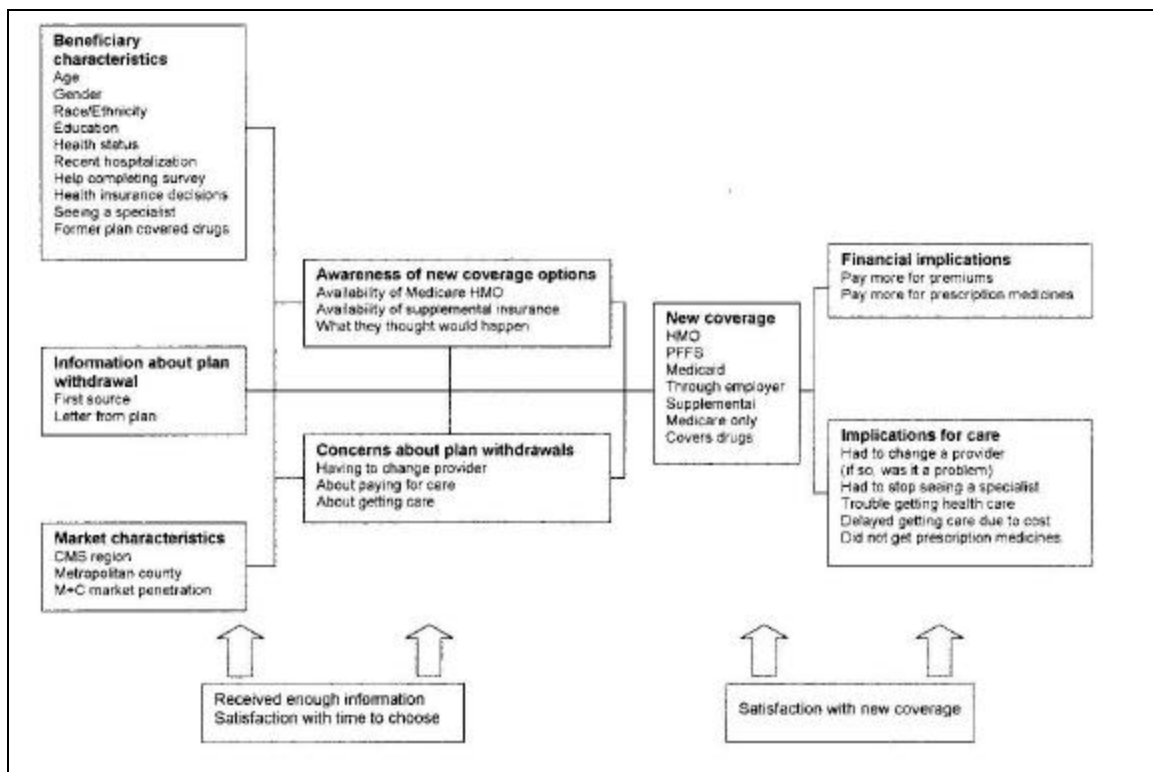 Beneficiary
characteristics
Age
Gender
Race/Ethnicity
Education
Health status
Recent hospitalization
Help completing survey
Health insurance decisions
Seeing a specialist
Former plan covered drugs
Information about plan
withdrawal
First source
Letter from plan
Market characteristics
CMS region
Metropolitan county
M+C market penetration
Awareness of new coverage options
Availability of Medicare HMO
Availability of supplemental insurance
What they thought would happen
Concerns about plan withdrawals
Having to change provider
About paying for care
About getting care
New coverage
HMO
PFFS
Medicaid
Through employer
Supplemental
Medicare only
Covers drugs
Financial implications
Pay more for premiums
Pay more for prescription medicines
Implications for care
Had to change a provider
(if so, was it a problem)
Had to stop seeing a specialist
Trouble getting health care
Delayed getting care due to cost
Did not get prescription medicines
Received enough information
Satisfaction with time to choose
Satisfaction with new coverage